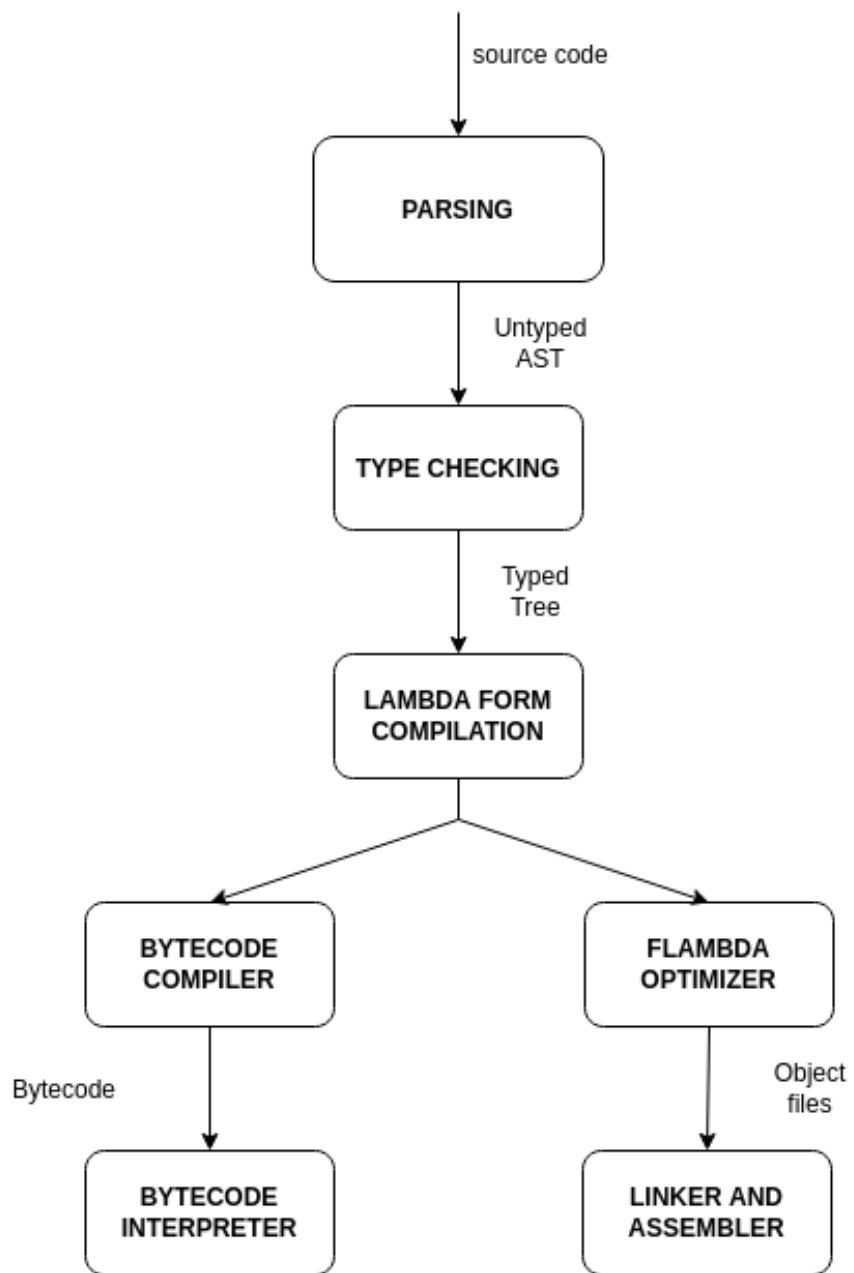 source code
PARSING
Untyped
AST
TYPE CHECKING
Typed
Tree
LAMBDA FORM
COMPILATION
BYTECODE
COMPILER
FLAMBDA
OPTIMIZER
Bytecode
Object
files
BYTECODE
INTERPRETER
LINKER AND
ASSEMBLER